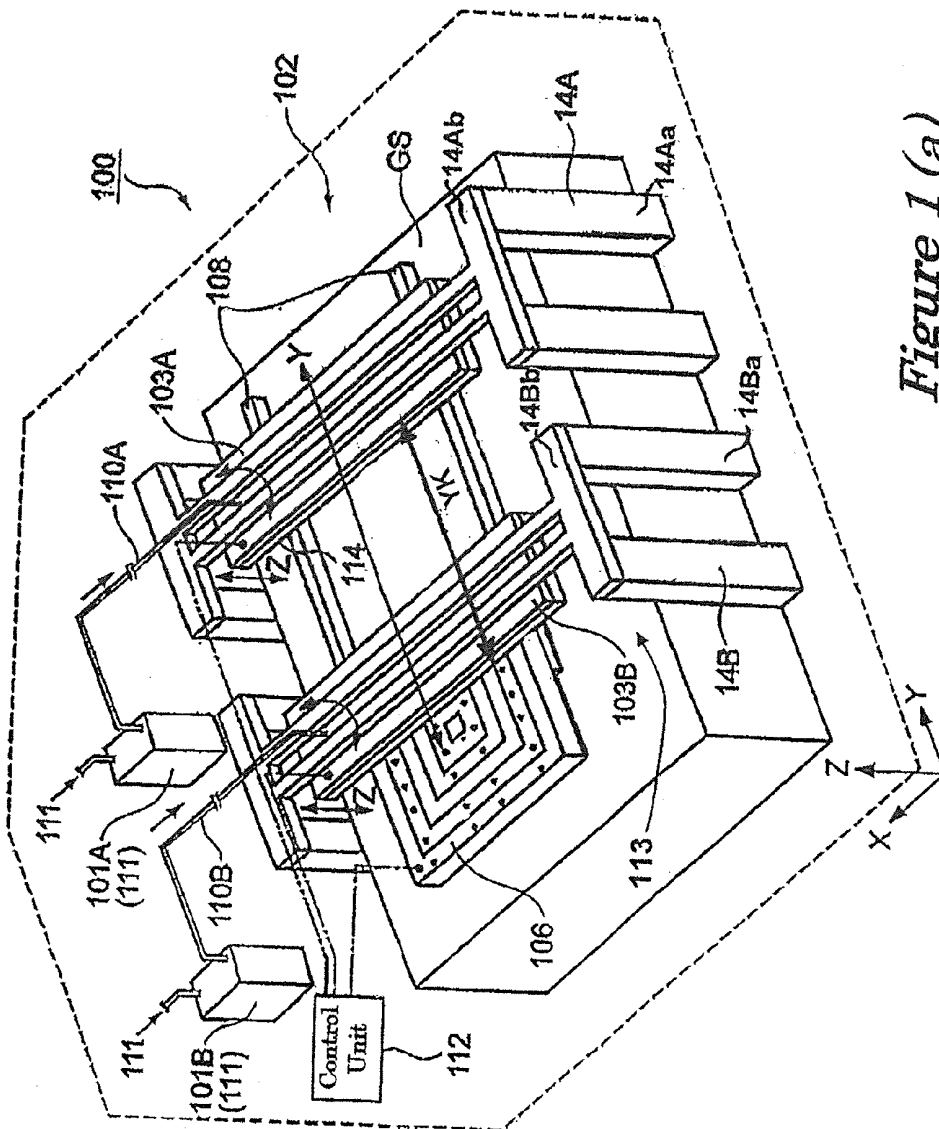 100
102
110A
103A
108
GS
14Ab
14A
14Aa
111
101A
(111)
110B
Z
Y
114
YK
14Bb
14Ba
Z
111
101B
(111)
Control
Unit
112
106
113
103B
14B
X
Z
Y
Figure 1 (a)